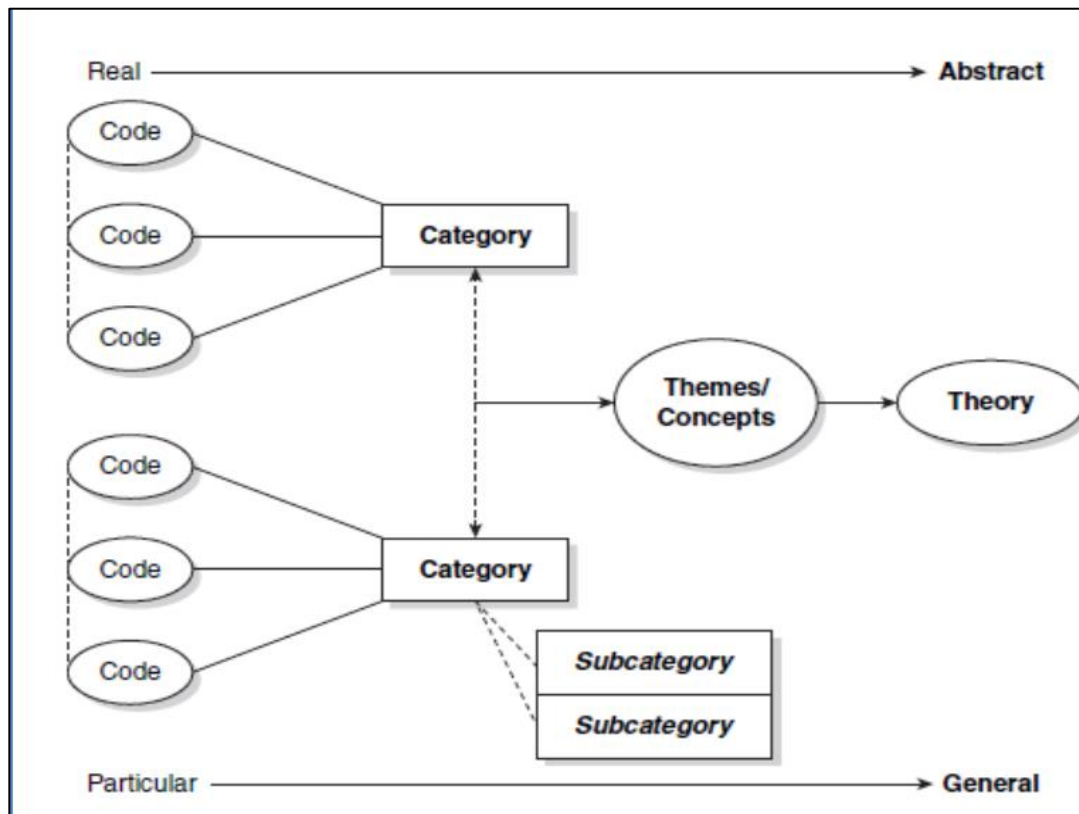 Real
Abstract
Code
Code
Category
Code
Themes/
Concepts
Theory
Code
Code
Category
Code
Subcategory
Subcategory
Particular
General